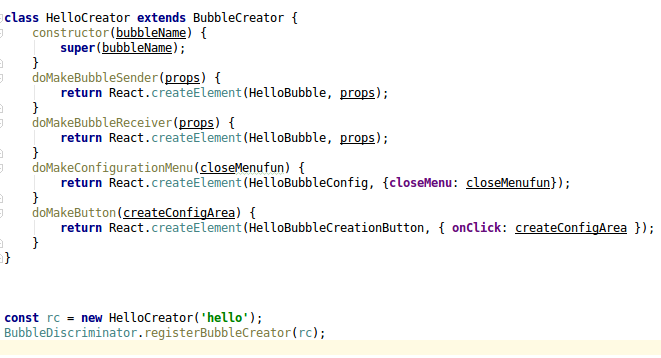 class HelloCreator extends BubbleCreator {
    constructor(bubbleName) {
        super(bubbleName);
    }
    doMakeBubbleSender(props) {
        return React.createElement(HelloBubble, props);
    }
    doMakeBubbleReceiver(props) {
        return React.createElement(HelloBubble, props);
    }
    doMakeConfigurationMenu(closeMenufun) {
        return React.createElement(HelloBubbleConfig, {closeMenu: closeMenufun});
    }
    doMakeButton(createConfigArea) {
        return React.createElement(HelloBubbleCreationButton, { onClick: createConfigArea });
    }
}
const rc = new HelloCreator('hello');
BubbleDiscriminator.registerBubbleCreator(rc);